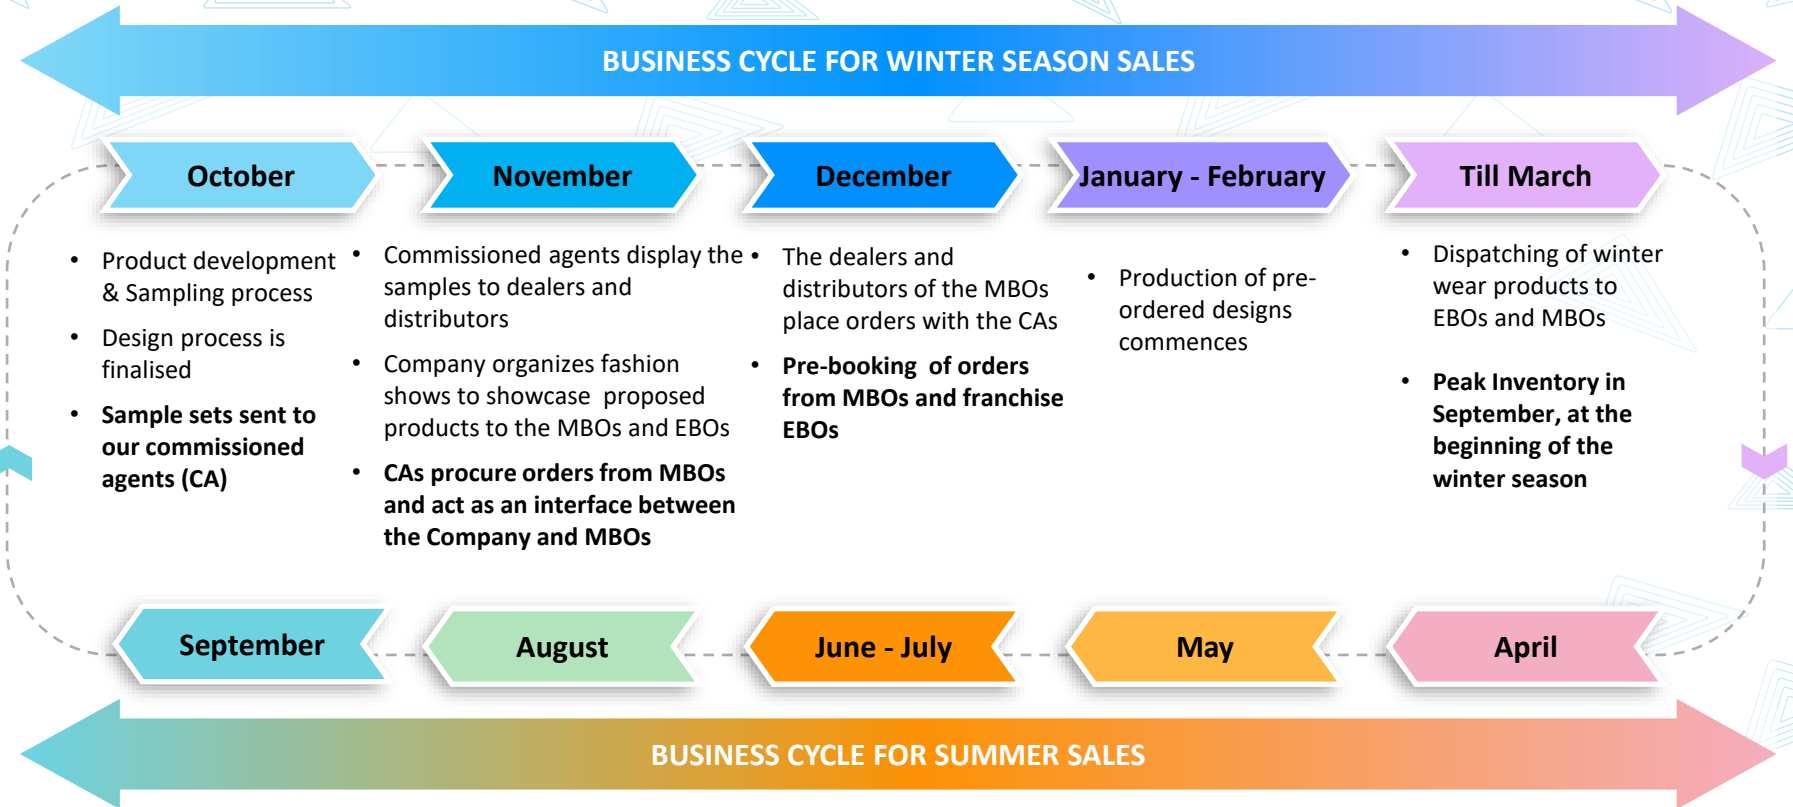 BUSINESS CYCLE FOR WINTER SEASON SALES
October
• Product development
& Sampling process
• Design process is
finalised
• Sample sets sent to
our commissioned
agents (CA)
November
• Commissioned agents display the
samples to dealers and
distributors
• Company organizes fashion
shows to showcase proposed
products to the MBOs and EBOs
• CAs procure orders from MBOs
and act as an interface between
the Company and MBOs
December
• The dealers and
distributors of the MBOs
place orders with the CAs
• Pre-booking of orders
from MBOs and franchise
EBOs
January - February
• Production of pre-
ordered designs
commences
Till March
• Dispatching of winter
wear products to
EBOs and MBOs
• Peak Inventory in
September, at the
beginning of the
winter season
September
August
June - July
May
April
BUSINESS CYCLE FOR SUMMER SALES